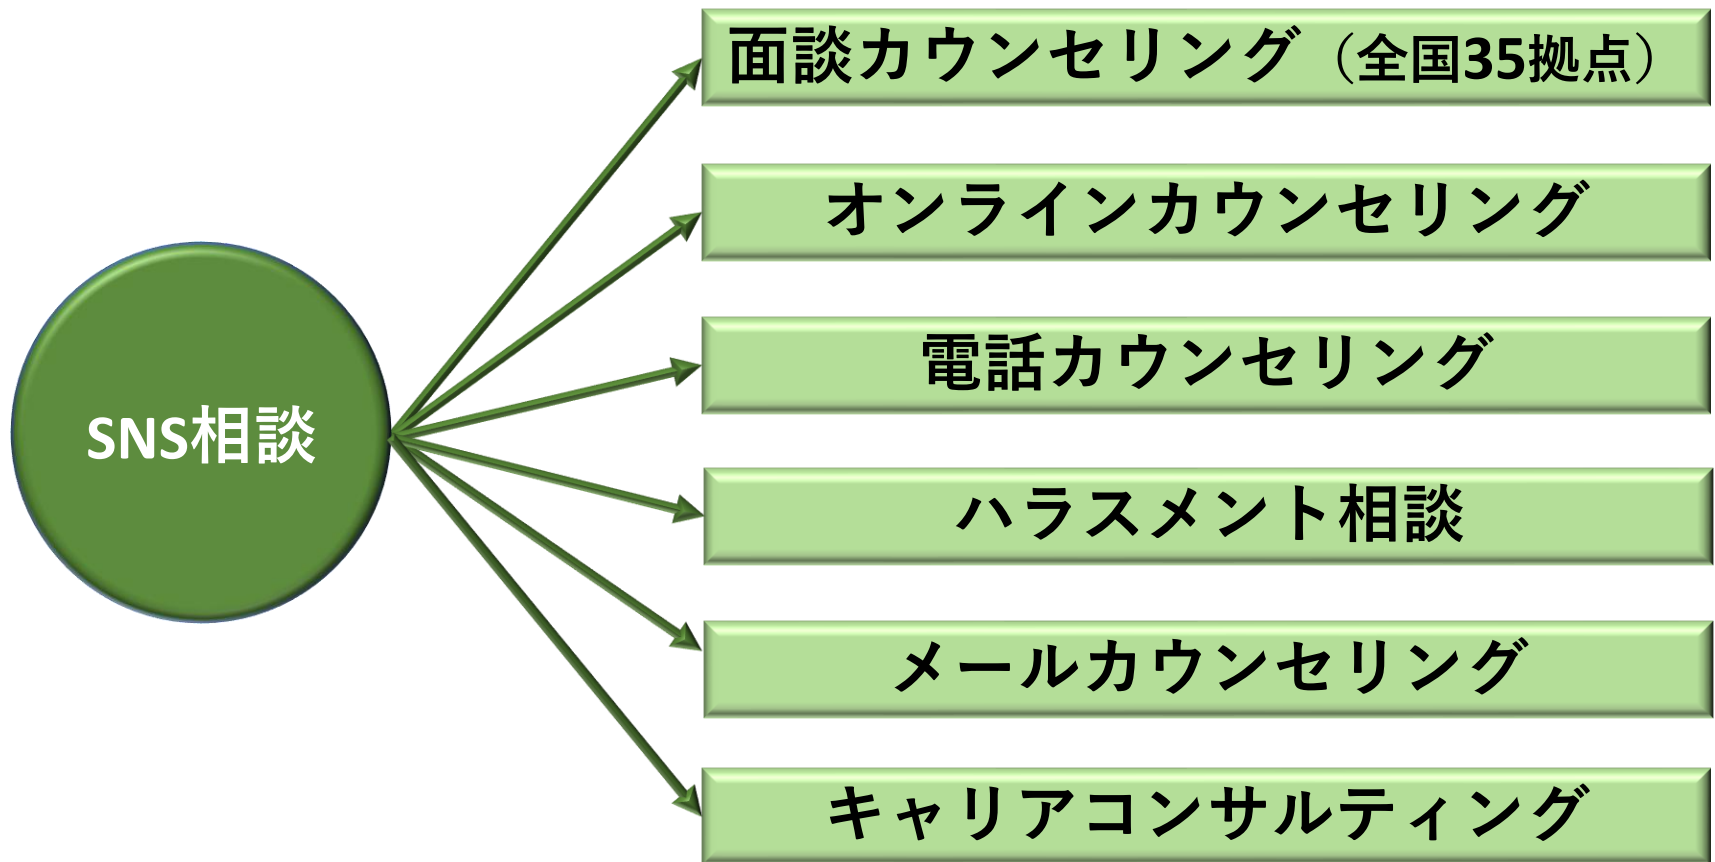 面談カウンセリング（全国35拠点）
オンラインカウンセリング
電話カウンセリング
SNS相談
ハラスメント相談
メールカウンセリング
キャリアコンサルティング